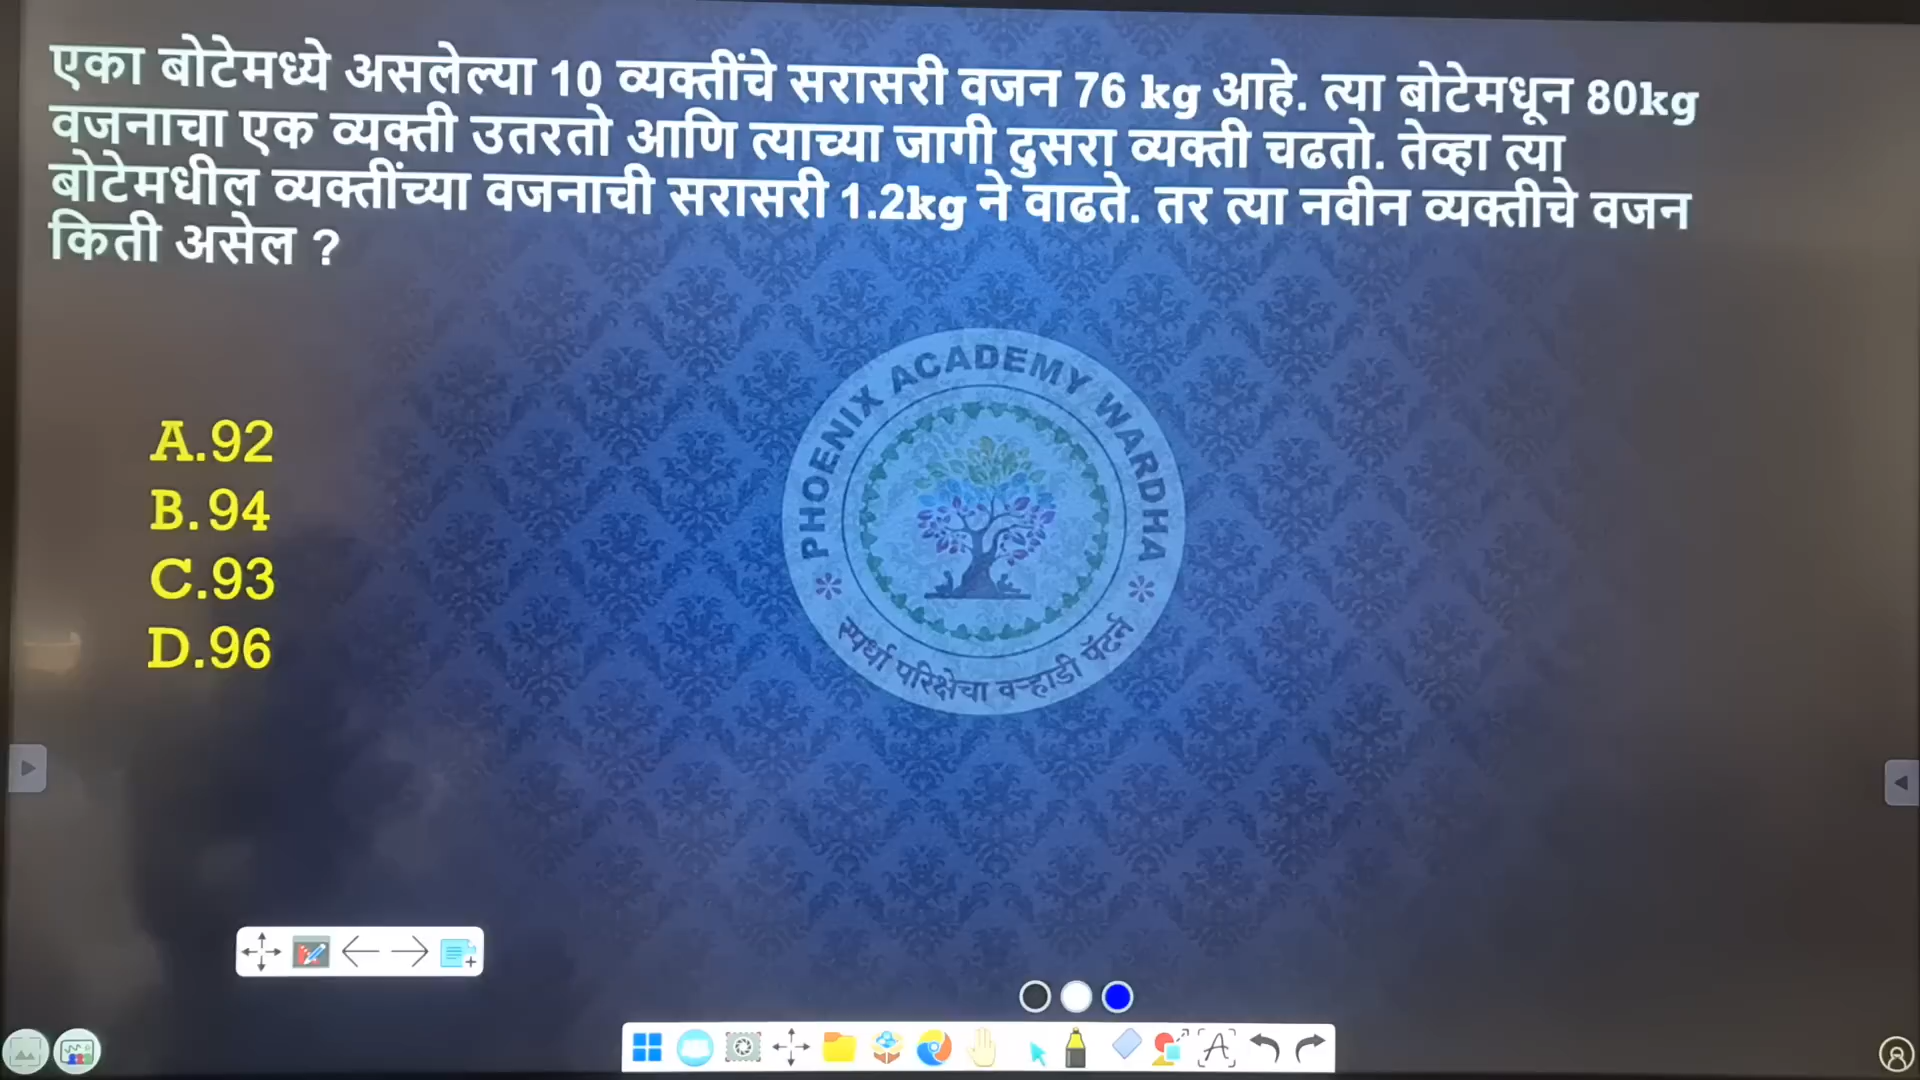 एका बोटेमध्ये असलेल्या 10 व्यक्तींचे सरासरी वजन 76 kg आहे. त्या बोटेमधून 80kg
वजनाचा एक व्यक्ती उतरतो आणि त्याच्या जागी दुसरा व्यक्ती चढतो. तेव्हा त्या
बोटेमधील व्यक्तींच्या वजनाची सरासरी 1.2kg ने वाढते. तर त्या नवीन व्यक्तीचे वजन
किती असेल ?
PHOENIX ACADEMY WARDHA
स्पर्धा परिक्षेचा वऱ्हाडी पॅटर्न
A.92
B.94
C.93
D.96